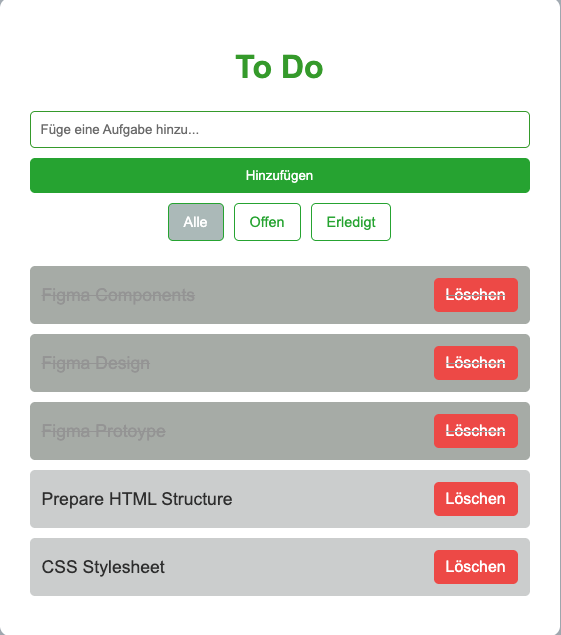 To Do
Füge eine Aufgabe hinzu...
Hinzufügen
Alle Offen Erledigt
Figma Components Löschen
Figma Design Löschen
Figma Protoype Löschen
Prepare HTML Structure Löschen
CSS Stylesheet Löschen